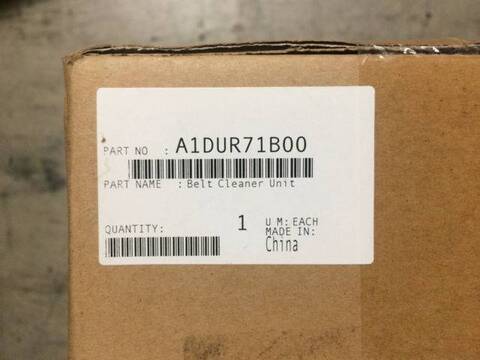 PART NO : A1DUR71B00
PART NAME : Belt Cleaner Unit
QUANTITY: 1 U M: EACH
MADE IN:
China